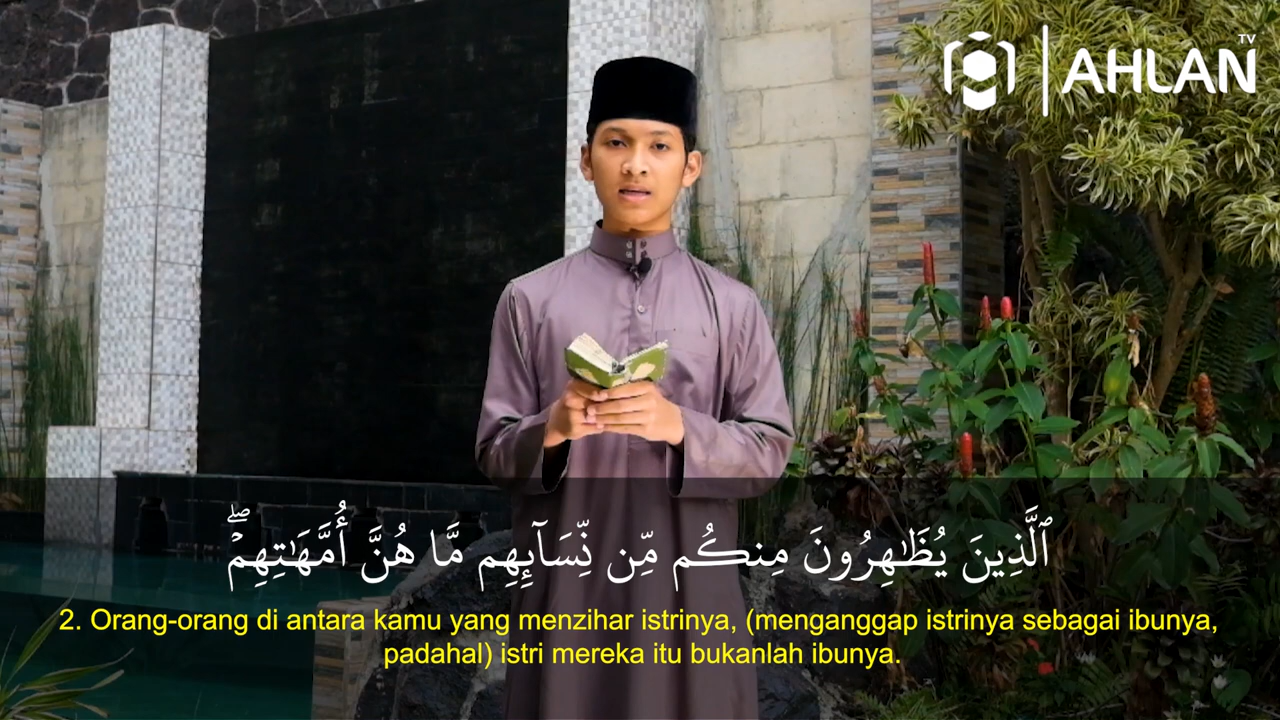 AHLAN TV
ٱلَّذِينَ يُظَٰهِرُونَ مِنكُم مِّن نِّسَآئِهِم مَّا هُنَّ أُمَّهَٰتِهِمْۖ
2. Orang-orang di antara kamu yang menzihar istrinya, (menganggap istrinya sebagai ibunya,
padahal) istri mereka itu bukanlah ibunya.